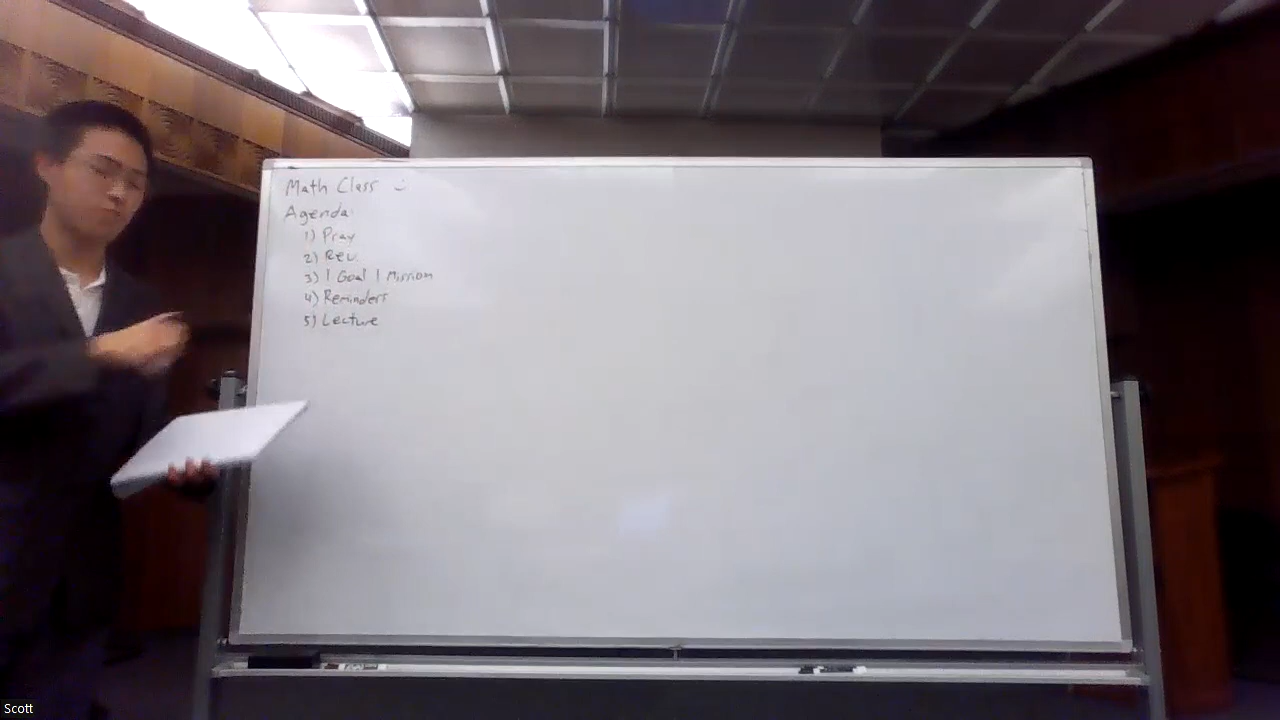 Math Class :)
Agenda:
1) Pray
2) Rev.
3) 1 Goal 1 Mission
4) Reminders
5) Lecture
Scott